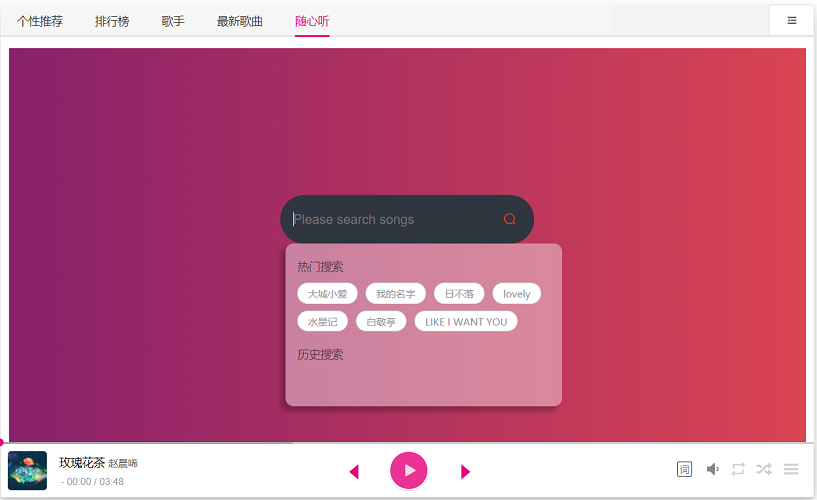 个性推荐 排行榜 歌手 最新歌曲 随心听
Please search songs
热门搜索
大城小爱 我的名字 日不落 lovely
水星记 白敬亭 LIKE I WANT YOU
历史搜索
玫瑰花茶 赵晨晞
- 00:00 / 03:48
词